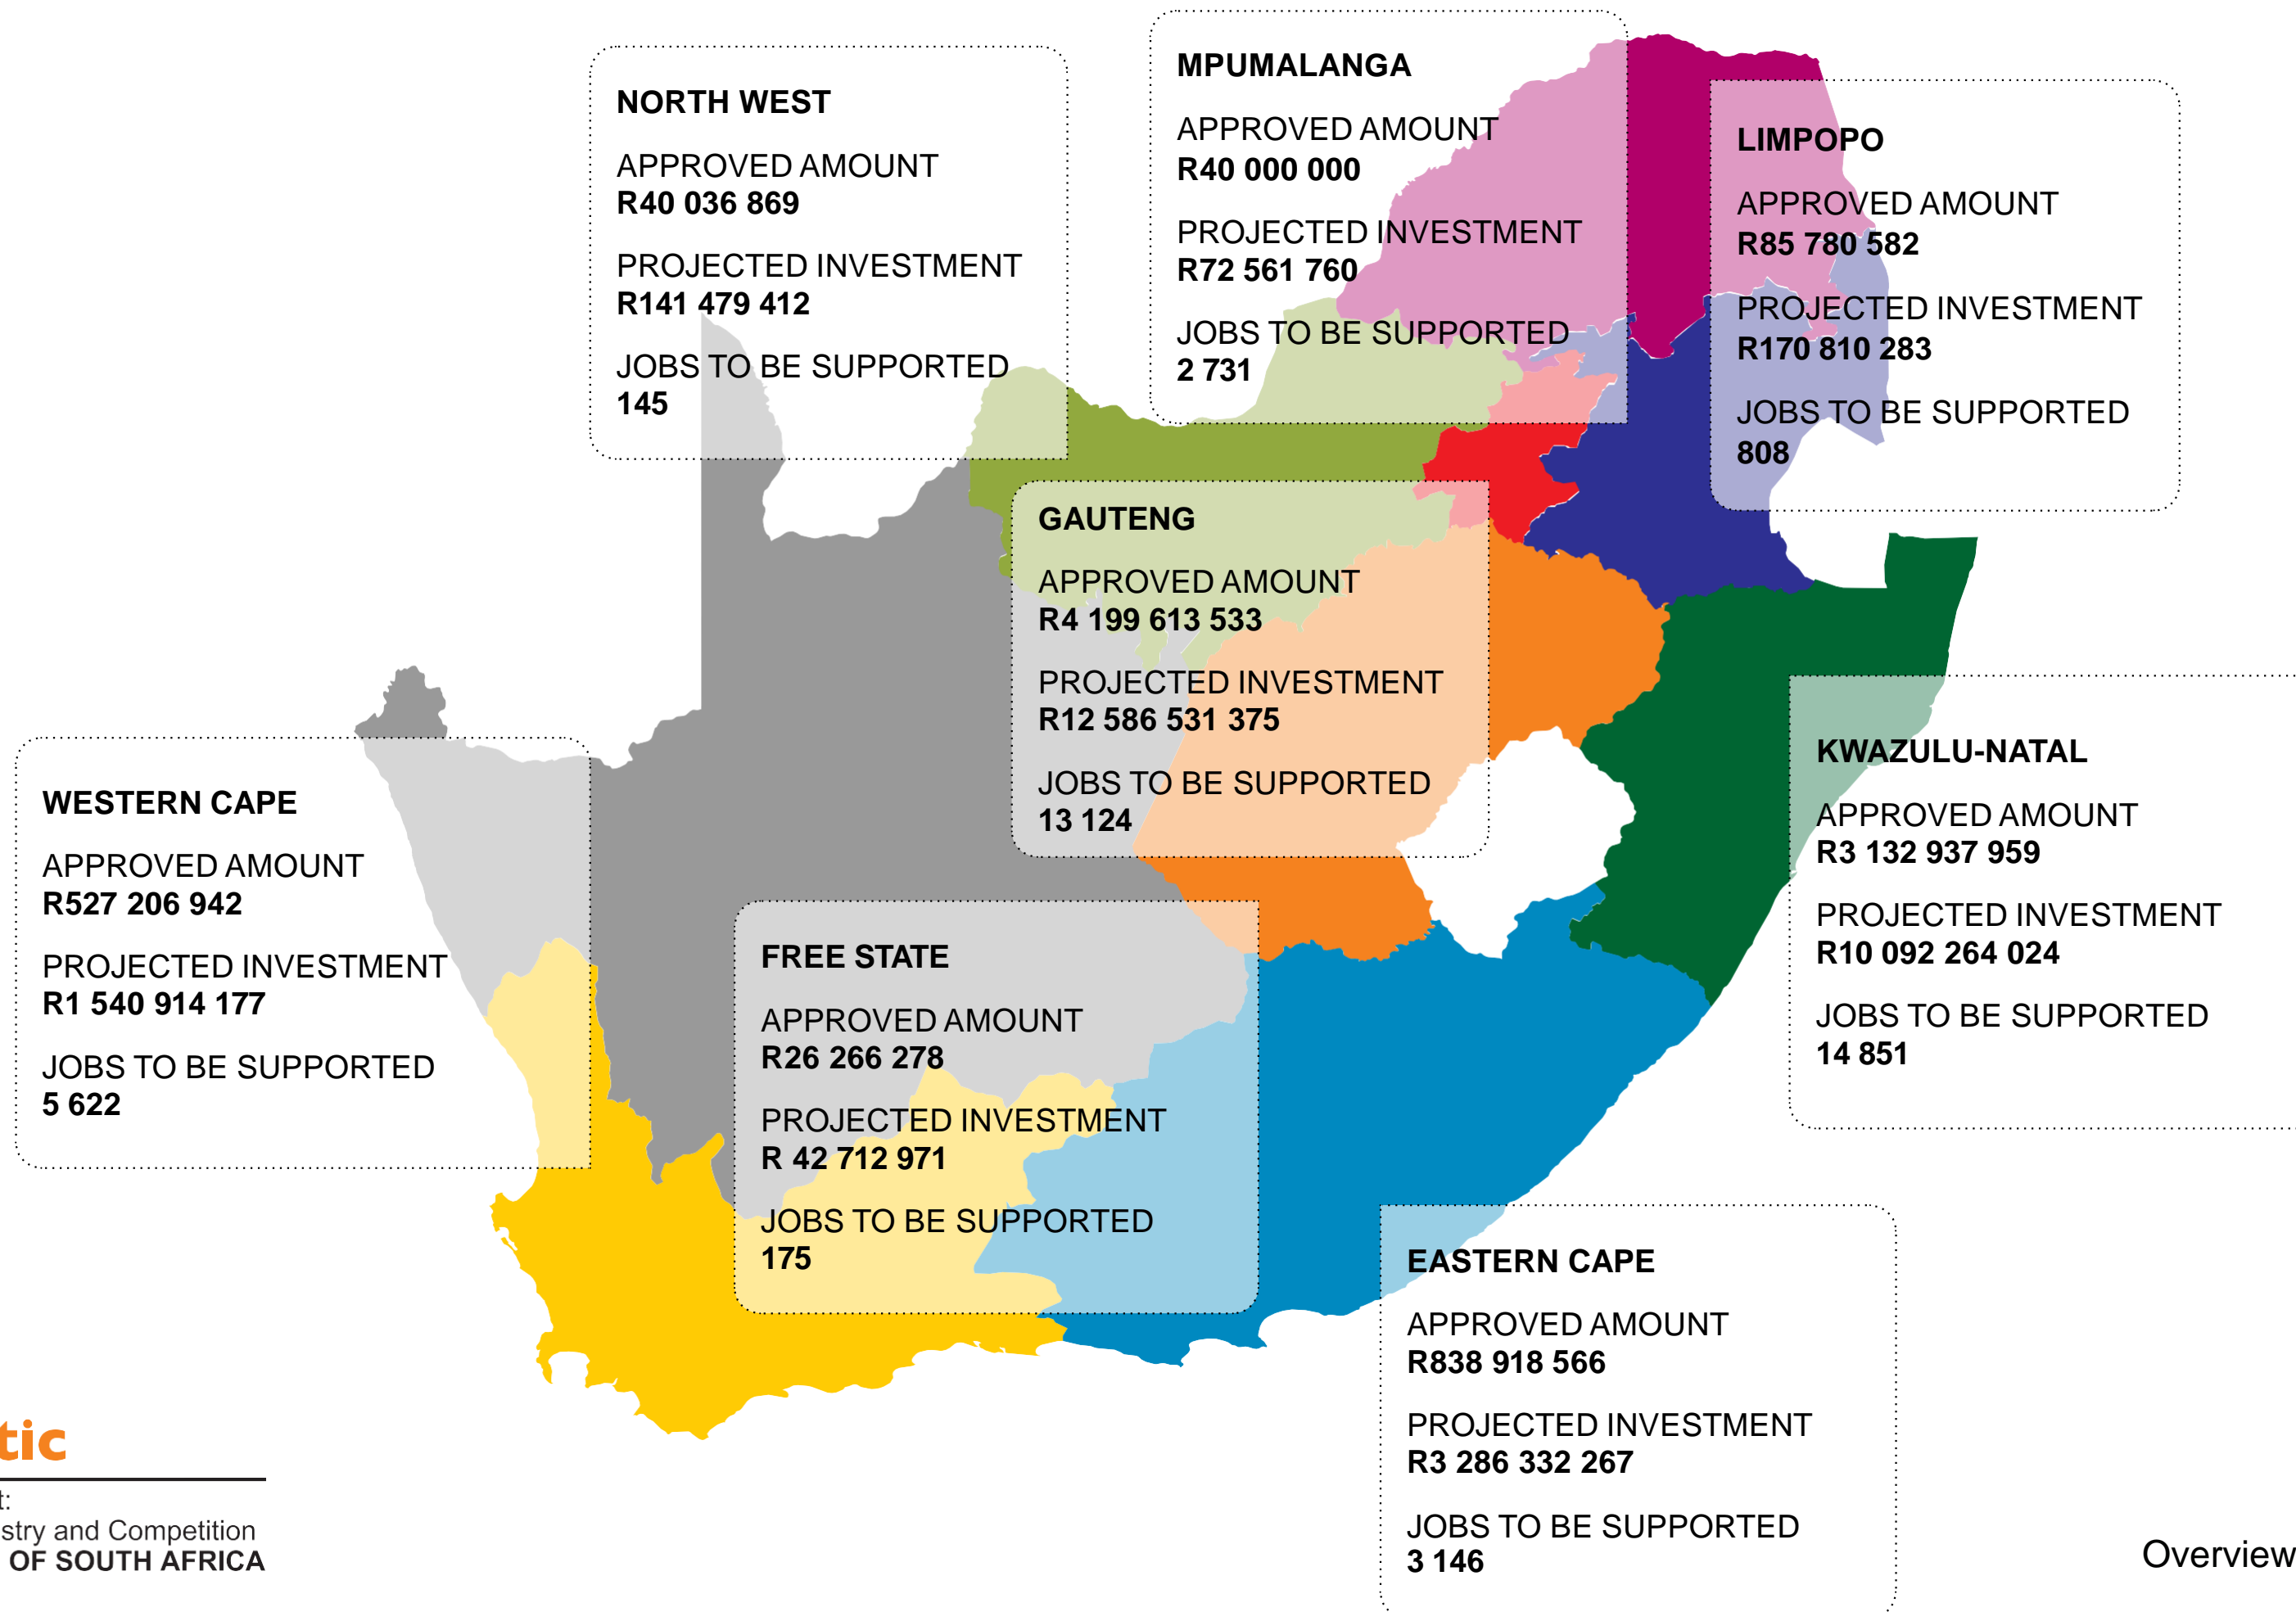 NORTH WEST
APPROVED AMOUNT
R40 036 869
PROJECTED INVESTMENT
R141 479 412
JOBS TO BE SUPPORTED
145
MPUMALANGA
APPROVED AMOUNT
R40 000 000
PROJECTED INVESTMENT
R72 561 760
JOBS TO BE SUPPORTED
2 731
LIMPOPO
APPROVED AMOUNT
R85 780 582
PROJECTED INVESTMENT
R170 810 283
JOBS TO BE SUPPORTED
808
GAUTENG
APPROVED AMOUNT
R4 199 613 533
PROJECTED INVESTMENT
R12 586 531 375
JOBS TO BE SUPPORTED
13 124
WESTERN CAPE
APPROVED AMOUNT
R527 206 942
PROJECTED INVESTMENT
R1 540 914 177
JOBS TO BE SUPPORTED
5 622
KWAZULU-NATAL
APPROVED AMOUNT
R3 132 937 959
PROJECTED INVESTMENT
R10 092 264 024
JOBS TO BE SUPPORTED
14 851
FREE STATE
APPROVED AMOUNT
R26 266 278
PROJECTED INVESTMENT
R 42 712 971
JOBS TO BE SUPPORTED
175
EASTERN CAPE
APPROVED AMOUNT
R838 918 566
PROJECTED INVESTMENT
R3 286 332 267
JOBS TO BE SUPPORTED
3 146
tic
t:
stry and Competition
OF SOUTH AFRICA
Overview